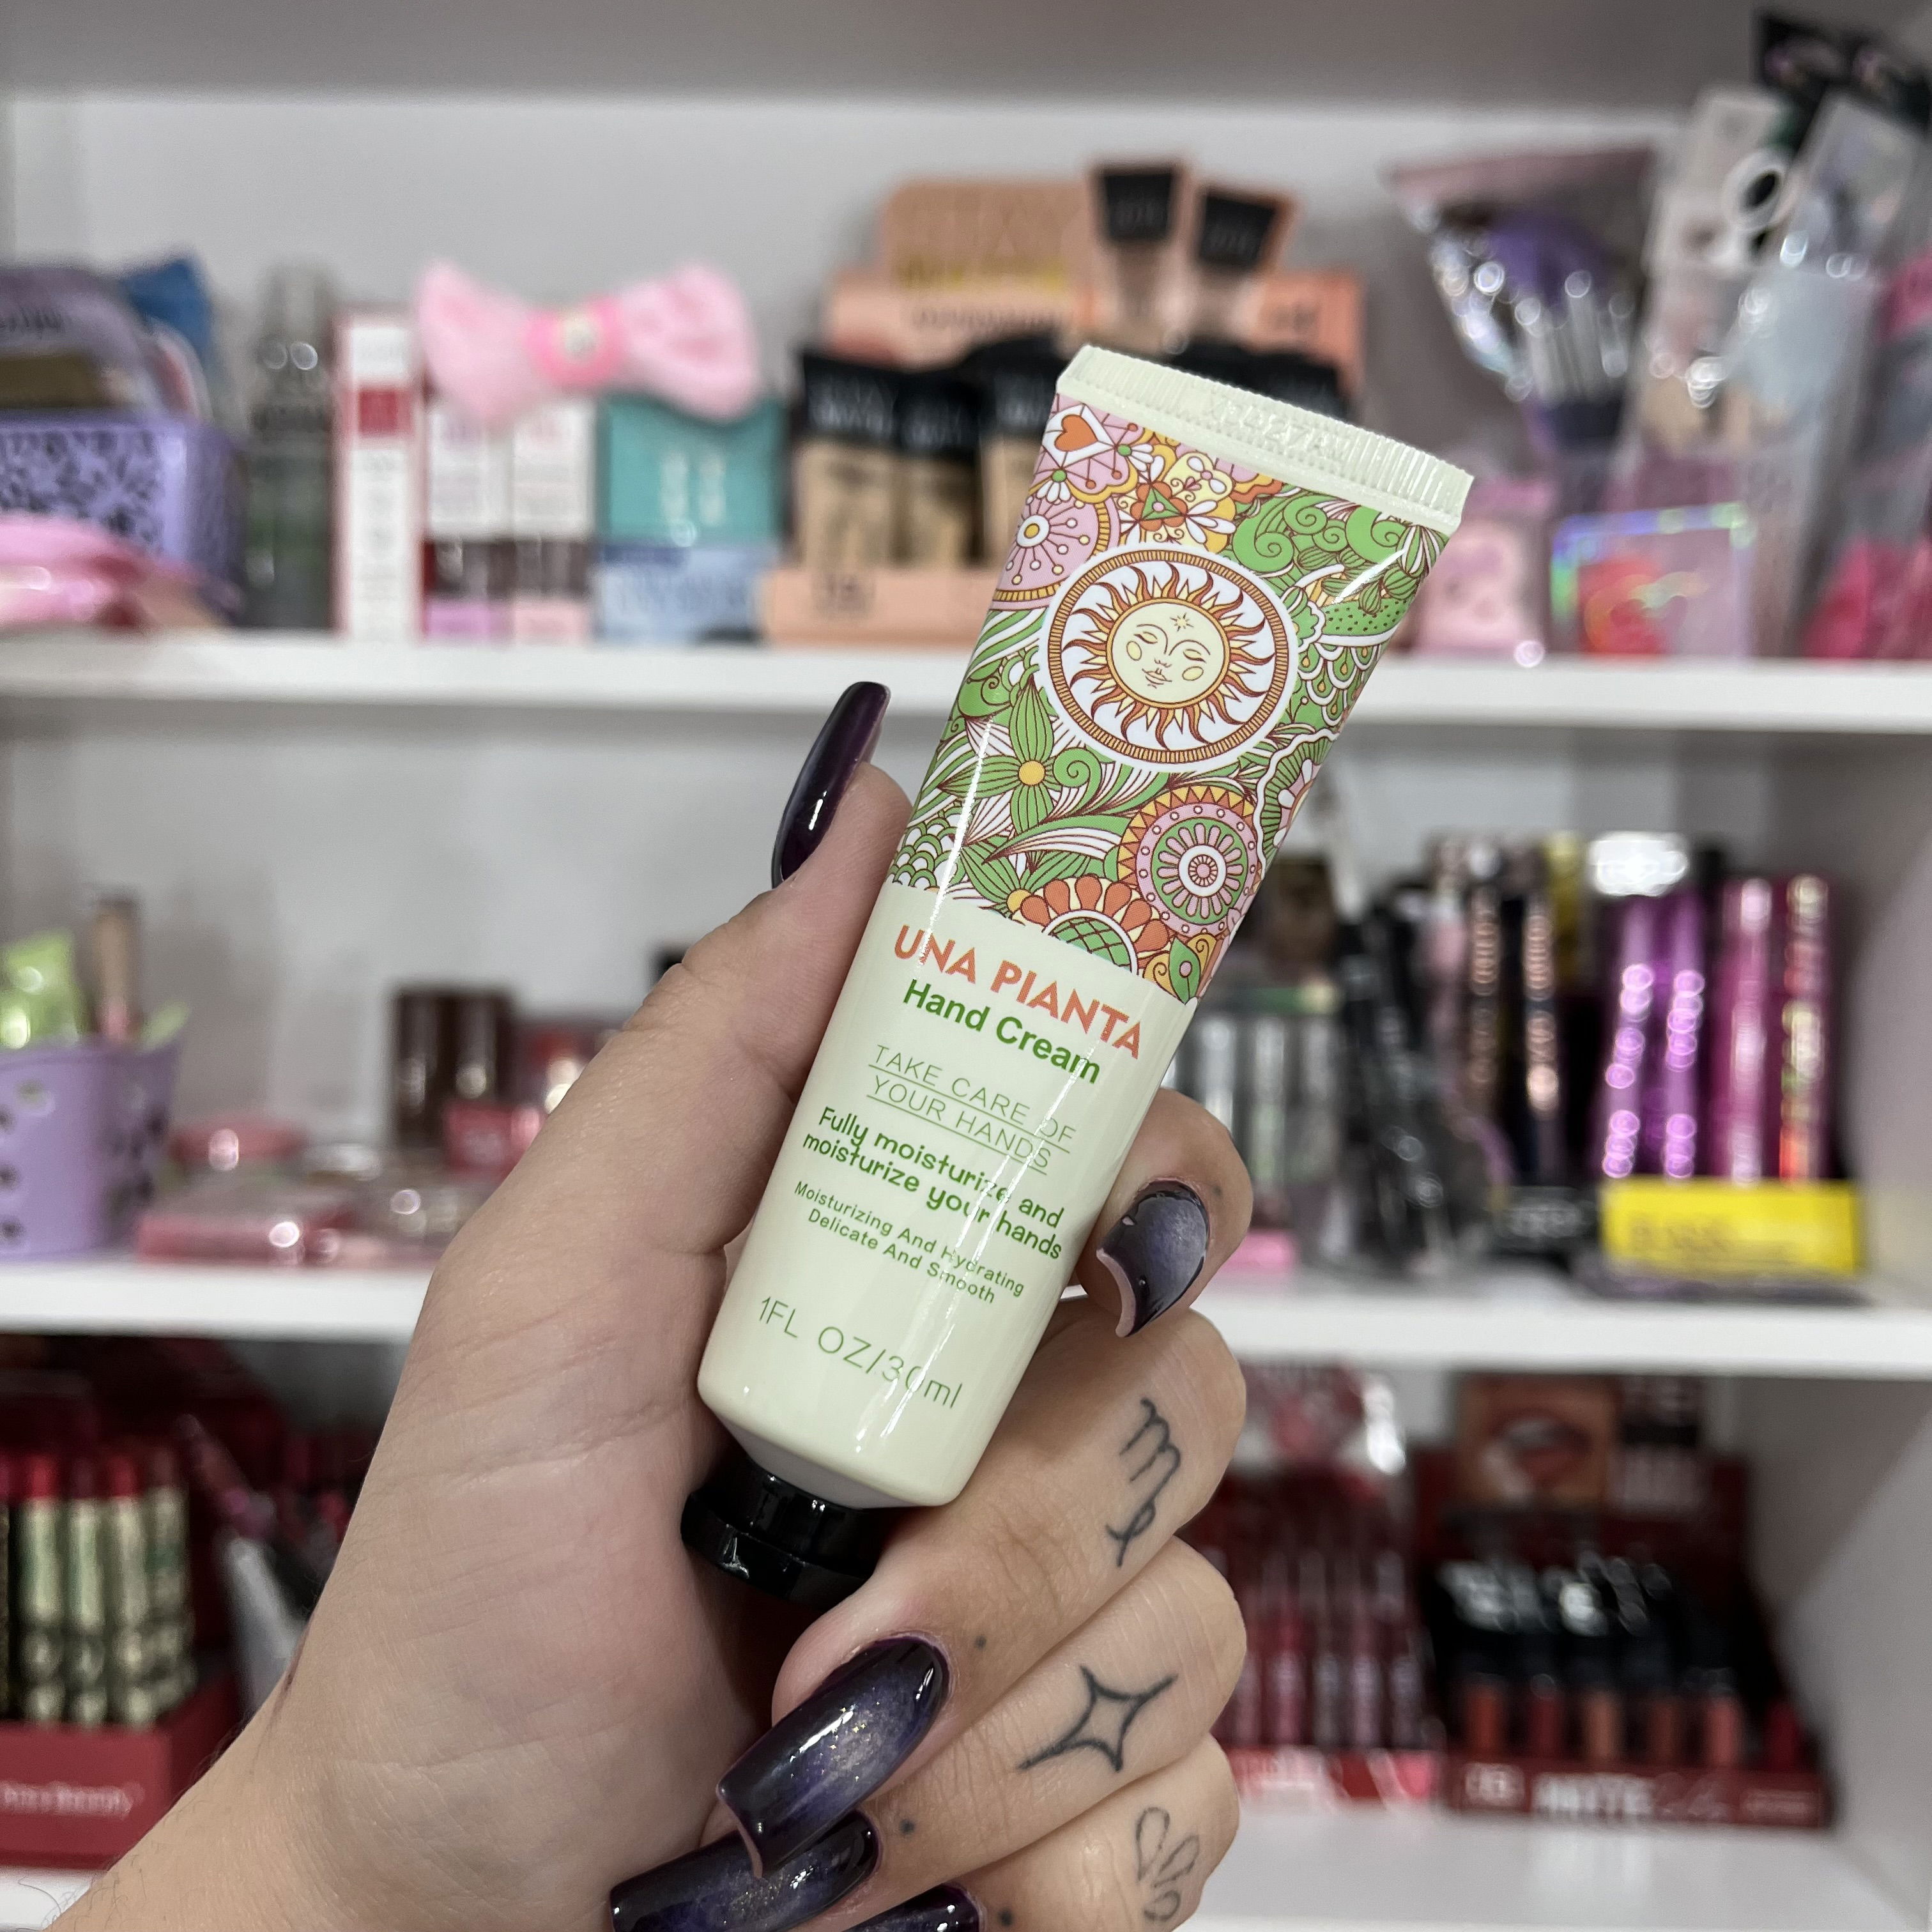 UNA PIANTA
Hand Cream
TAKE CARE OF
YOUR HANDS
Fully moisturize and
moisturize your hands
Moisturizing And Hydrating
Delicate And Smooth
1FL OZ/30ml